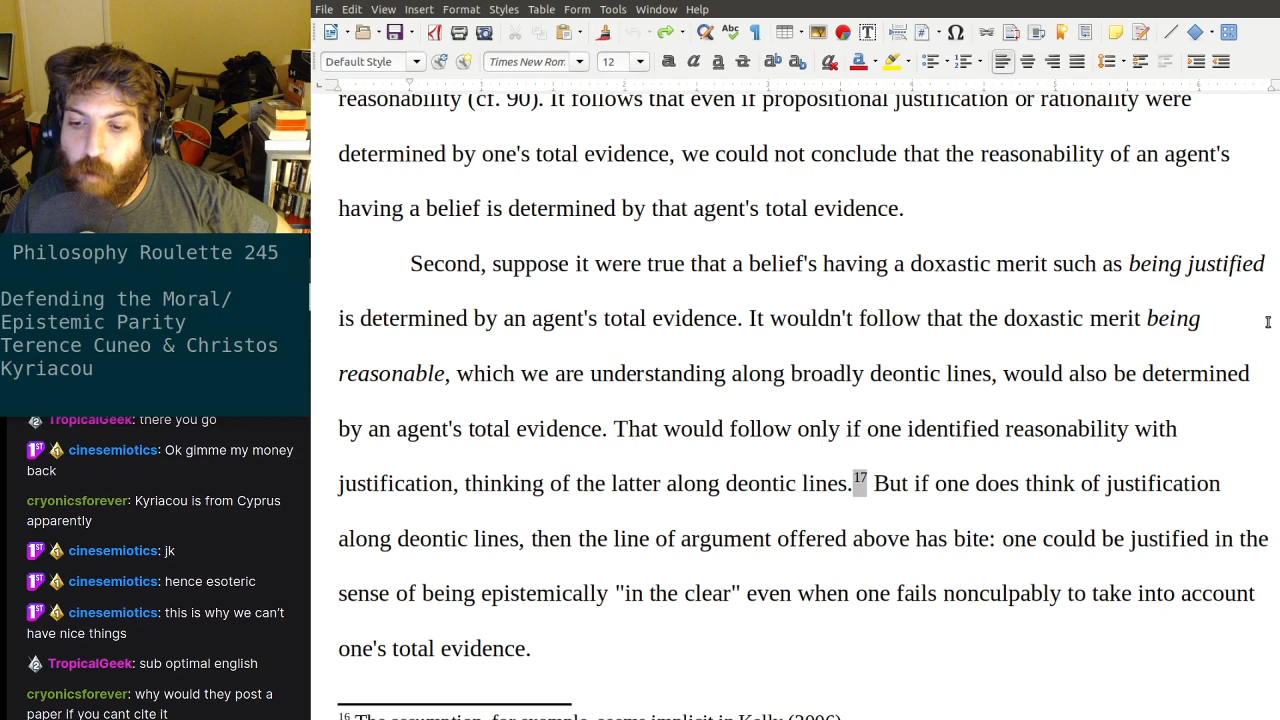 File Edit View Insert Format Styles Table Form Tools Window Help
Default Style Times New Rom 12
reasonability (cf. 90). It follows that even if propositional justification or rationality were
determined by one's total evidence, we could not conclude that the reasonability of an agent's
having a belief is determined by that agent's total evidence.
Second, suppose it were true that a belief's having a doxastic merit such as being justified
is determined by an agent's total evidence. It wouldn't follow that the doxastic merit being
reasonable, which we are understanding along broadly deontic lines, would also be determined
by an agent's total evidence. That would follow only if one identified reasonability with
justification, thinking of the latter along deontic lines.17 But if one does think of justification
along deontic lines, then the line of argument offered above has bite: one could be justified in the
sense of being epistemically "in the clear" even when one fails nonculpably to take into account
one's total evidence.
16 The assumption, for example, seems implicit in Kelly (2006)
Philosophy Roulette 245
Defending the Moral/
Epistemic Parity
Terence Cuneo & Christos
Kyriacou
TropicalGeek: there you go
cinesemiotics: Ok gImme my money
back
cryonicsforever: Kyriacou is from Cyprus
apparently
cinesemiotics: jk
cinesemiotics: hence esoteric
cinesemiotics: this is why we can't
have nice things
TropicalGeek: sub optimal english
cryonicsforever: why would they post a
paper if you cant cite it